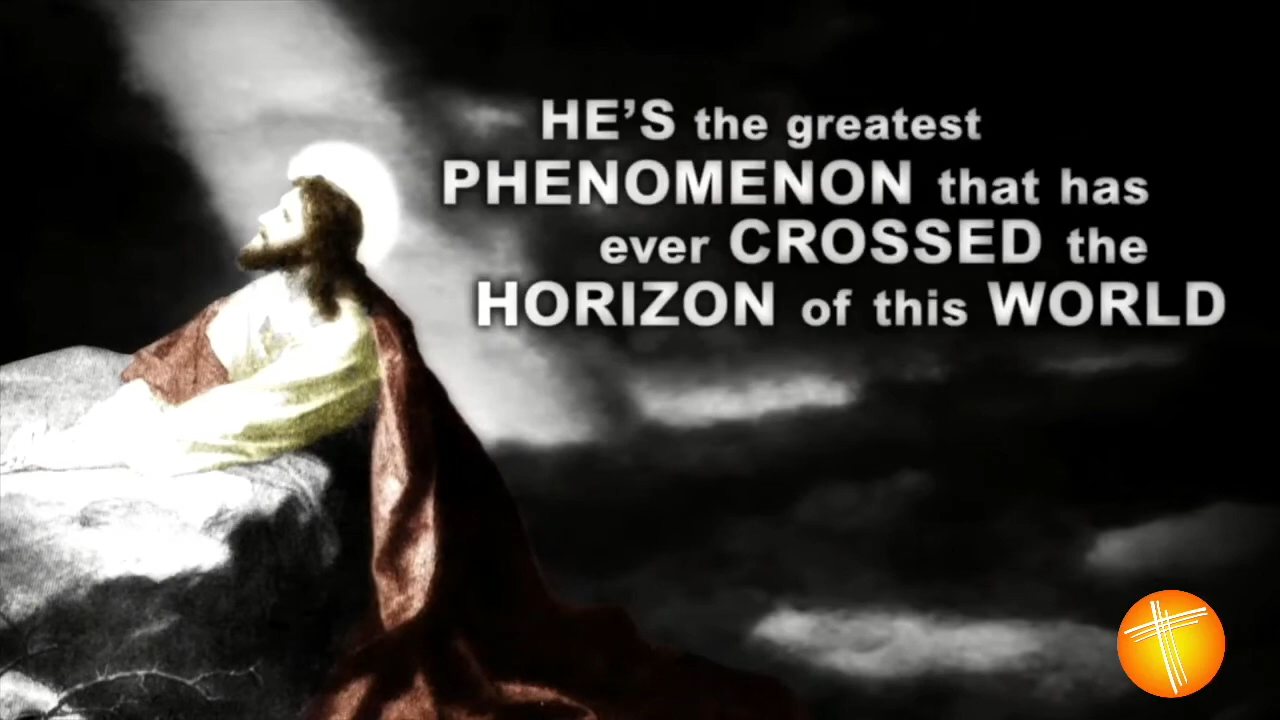 HE'S the greatest
PHENOMENON that has
ever CROSSED the
HORIZON of this WORLD